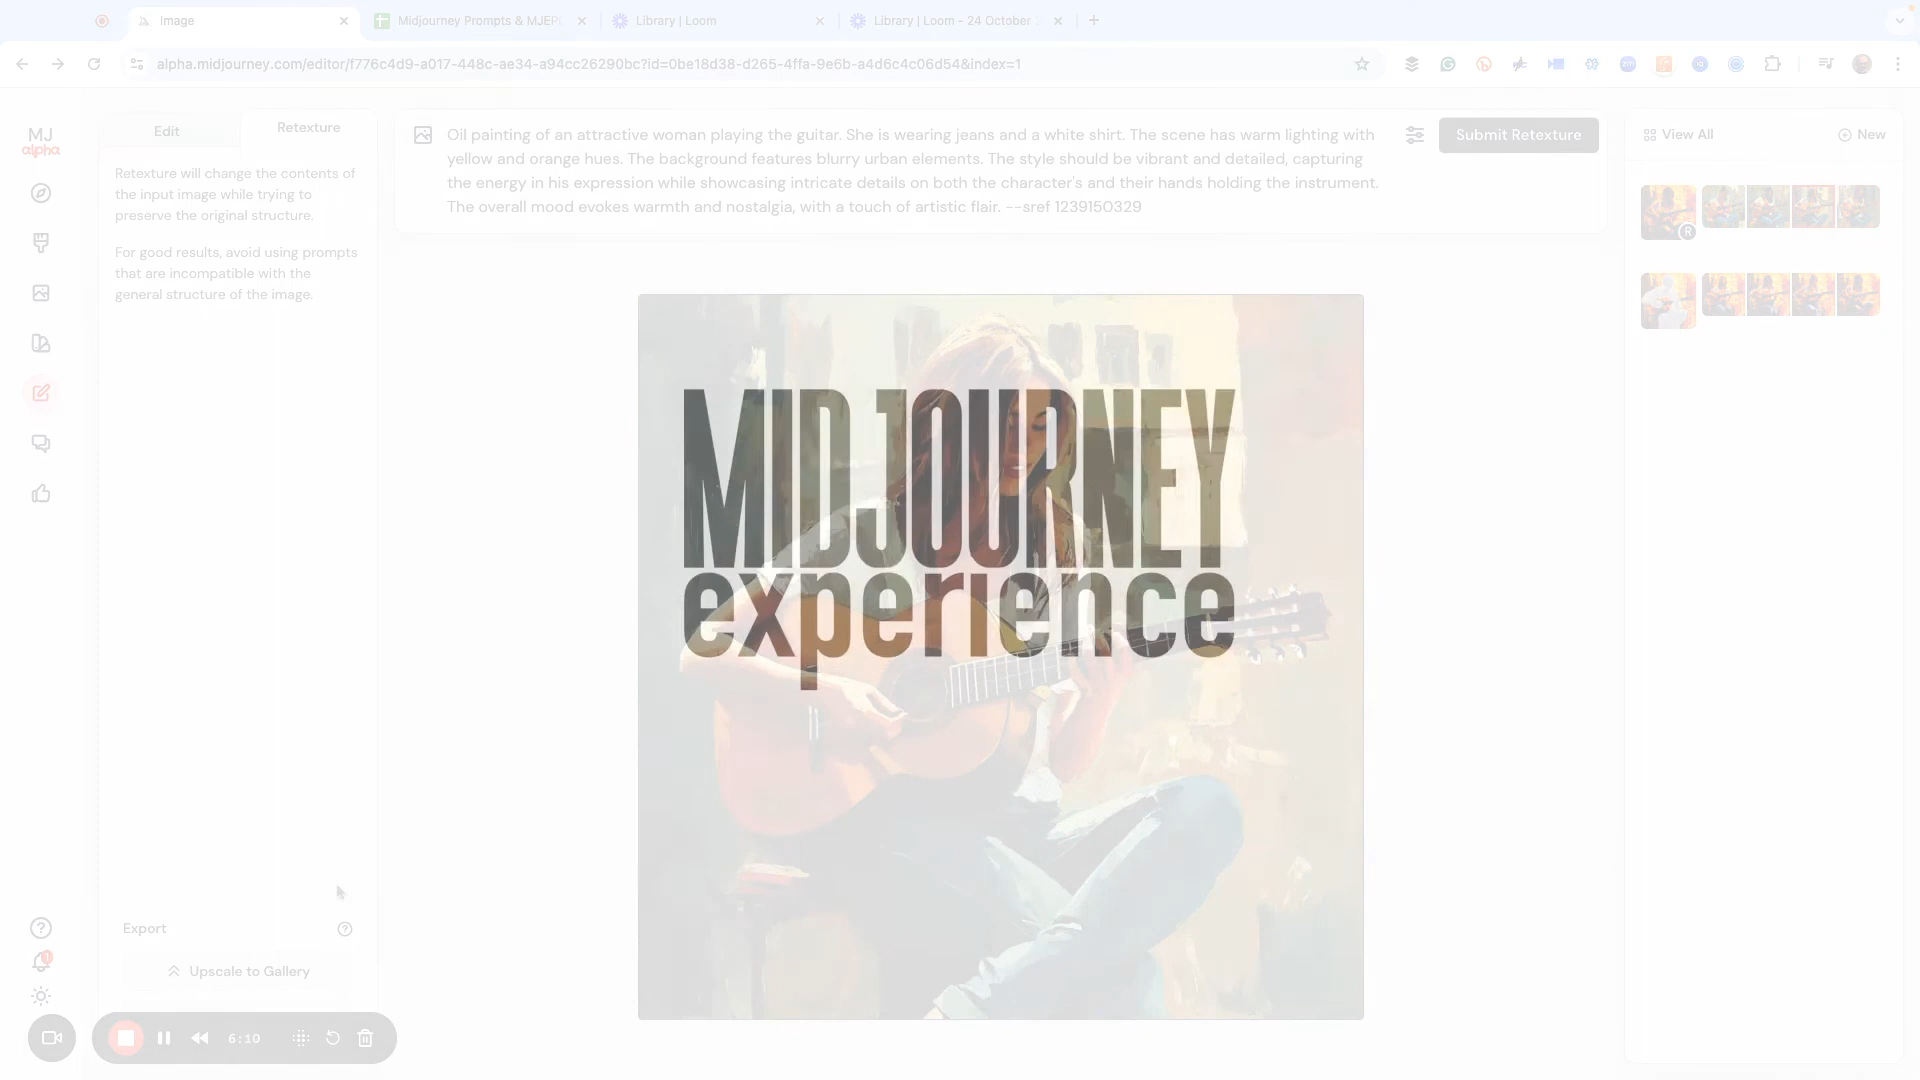 Image
Midjourney Prompts & MJEP
Library | Loom
Library | Loom - 24 October
alpha.midjourney.com/editor/f776c4d9-a017-448c-ae34-a94cc26290bc?id=0be18d38-d265-4ffa-9e6b-a4d6c4c06d54&index=1
MJ
alpha
Edit
Retexture
Retexture will change the contents of
the input image while trying to
preserve the original structure.
For good results, avoid using prompts
that are incompatible with the
general structure of the image.
Oil painting of an attractive woman playing the guitar. She is wearing jeans and a white shirt. The scene has warm lighting with
yellow and orange hues. The background features blurry urban elements. The style should be vibrant and detailed, capturing
the energy in his expression while showcasing intricate details on both the character's and their hands holding the instrument.
The overall mood evokes warmth and nostalgia, with a touch of artistic flair. --sref 1239150329
Submit Retexture
View All
New
R
MIDJOURNEY
experience
Export
Upscale to Gallery
1
6:10